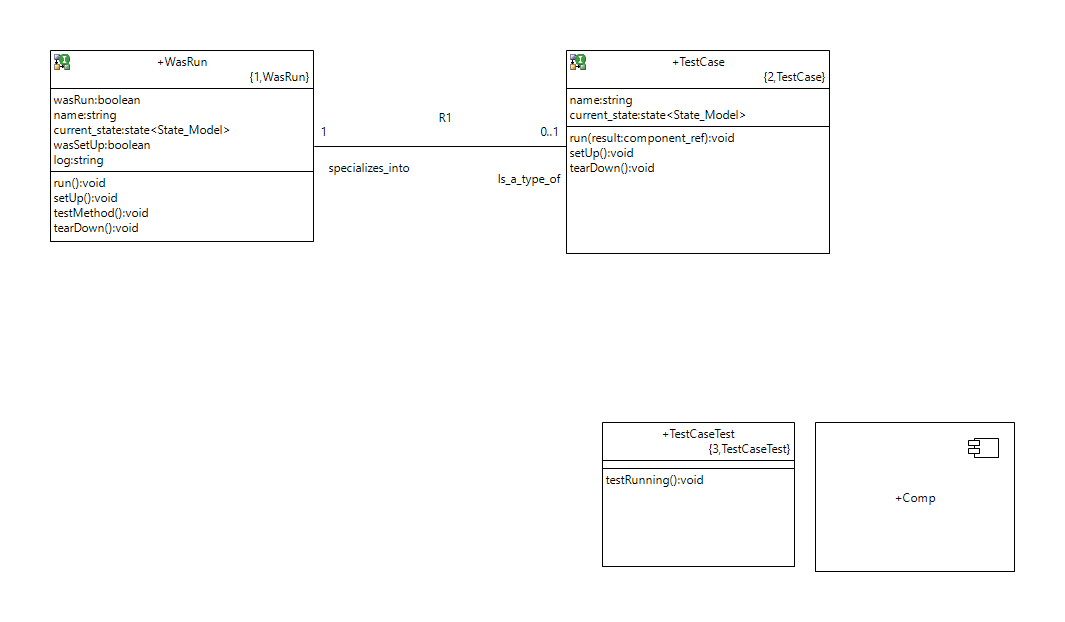 +WasRun
{1,WasRun}
wasRun:boolean
name:string
current_state:state<State_Model>
wasSetUp:boolean
log:string
run():void
setUp():void
testMethod():void
tearDown():void
R1
1
0..1
specializes_into
Is_a_type_of
+TestCase
{2,TestCase}
name:string
current_state:state<State_Model>
run(result:component_ref):void
setUp():void
tearDown():void
+TestCaseTest
{3,TestCaseTest}
testRunning():void
+Comp